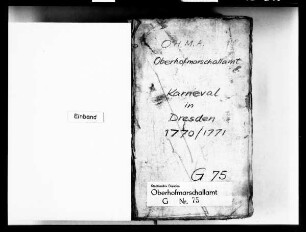 O.H.M.A.
Oberhofmarschallamt
Karneval
in
Dresden
1770/1771
G 75.
Einband
Oberhofmarschallamt
G Nr. 75